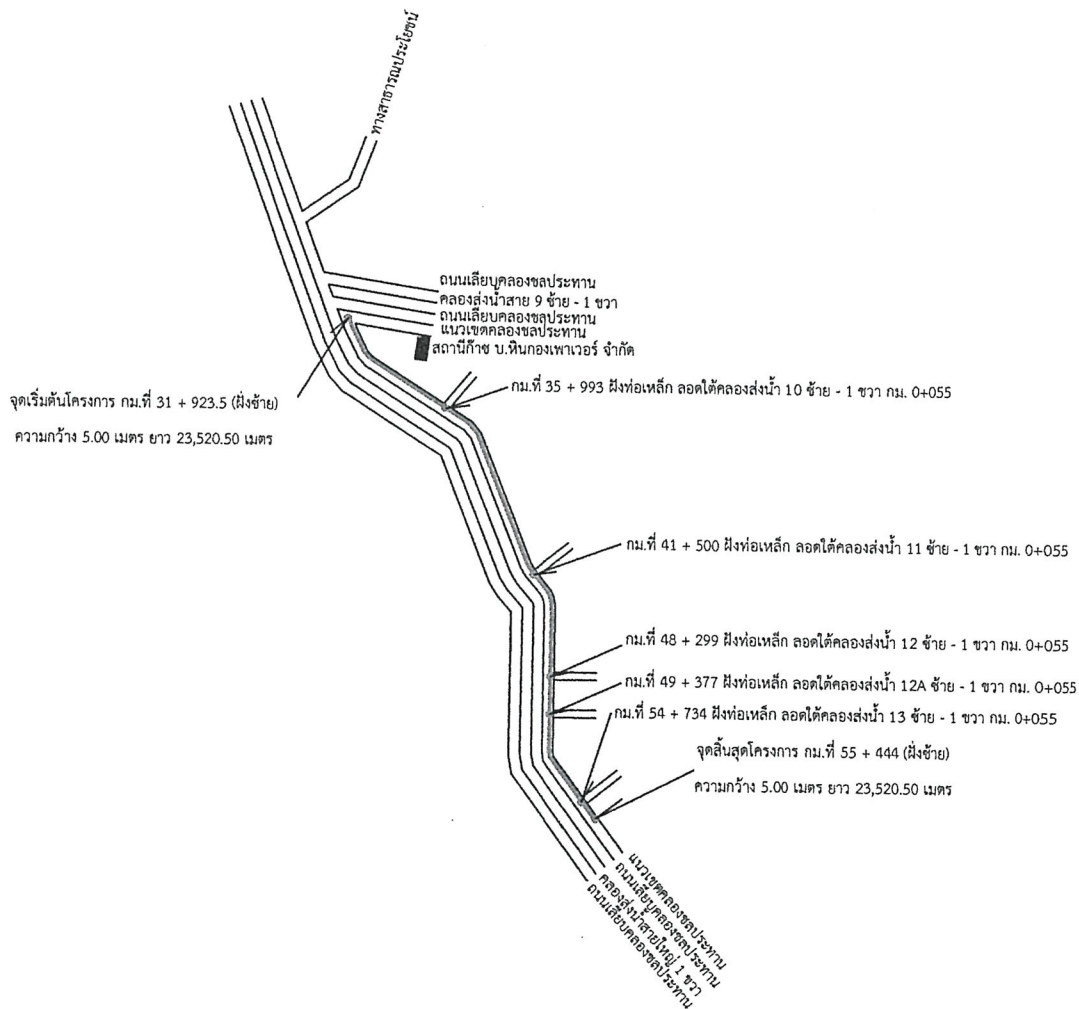 ทางสาธารณประโยชน์
ถนนเลียบคลองชลประทาน
คลองส่งน้ำสาย 9 ซ้าย - 1 ขวา
ถนนเลียบคลองชลประทาน
แนวเขตคลองชลประทาน
สถานีก๊าซ บ.หินกองเพาเวอร์ จำกัด
จุดเริ่มต้นโครงการ กม.ที่ 31 + 923.5 (ฝั่งซ้าย)
ความกว้าง 5.00 เมตร ยาว 23,520.50 เมตร
กม.ที่ 35 + 993 ฝังท่อเหล็ก ลอดใต้คลองส่งน้ำ 10 ซ้าย - 1 ขวา กม. 0+055
กม.ที่ 41 + 500 ฝังท่อเหล็ก ลอดใต้คลองส่งน้ำ 11 ซ้าย - 1 ขวา กม. 0+055
กม.ที่ 48 + 299 ฝังท่อเหล็ก ลอดใต้คลองส่งน้ำ 12 ซ้าย - 1 ขวา กม. 0+055
กม.ที่ 49 + 377 ฝังท่อเหล็ก ลอดใต้คลองส่งน้ำ 12A ซ้าย - 1 ขวา กม. 0+055
กม.ที่ 54 + 734 ฝังท่อเหล็ก ลอดใต้คลองส่งน้ำ 13 ซ้าย - 1 ขวา กม. 0+055
จุดสิ้นสุดโครงการ กม.ที่ 55 + 444 (ฝั่งซ้าย)
ความกว้าง 5.00 เมตร ยาว 23,520.50 เมตร
แนวเขตคลองชลประทาน
ถนนเลียบคลองชลประทาน
คลองส่งน้ำสายใหญ่ 1 ขวา
ถนนเลียบคลองชลประทาน